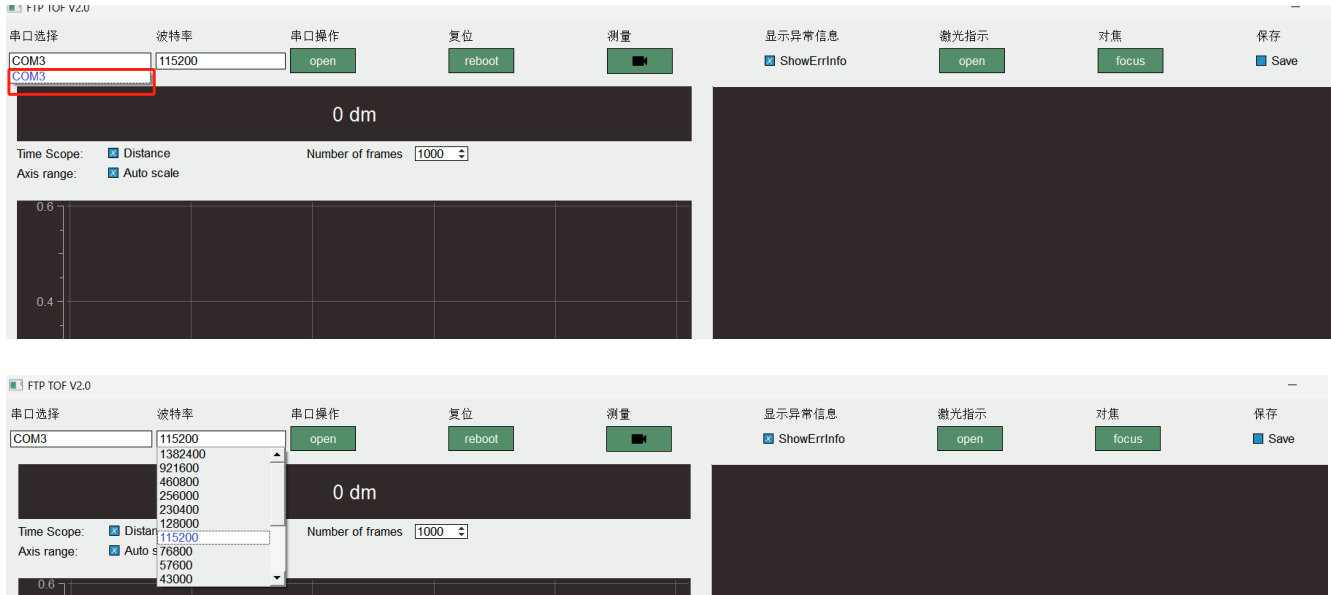 FTP TOF V2.0
串口选择 波特率 串口操作 复位 测量 显示异常信息 激光指示 对焦 保存
COM3 115200 open reboot ShowErrInfo open focus Save
COM3
0 dm
Time Scope: Distance Number of frames 1000
Axis range: Auto scale
0.6
0.4
FTP TOF V2.0
串口选择 波特率 串口操作 复位 测量 显示异常信息 激光指示 对焦 保存
COM3 115200 open reboot ShowErrInfo open focus Save
1382400
921600
460800
256000
0 dm
230400
128000
Time Scope: Distan Number of frames 1000
115200
Axis range: Auto s 76800
57600
43000
0.6